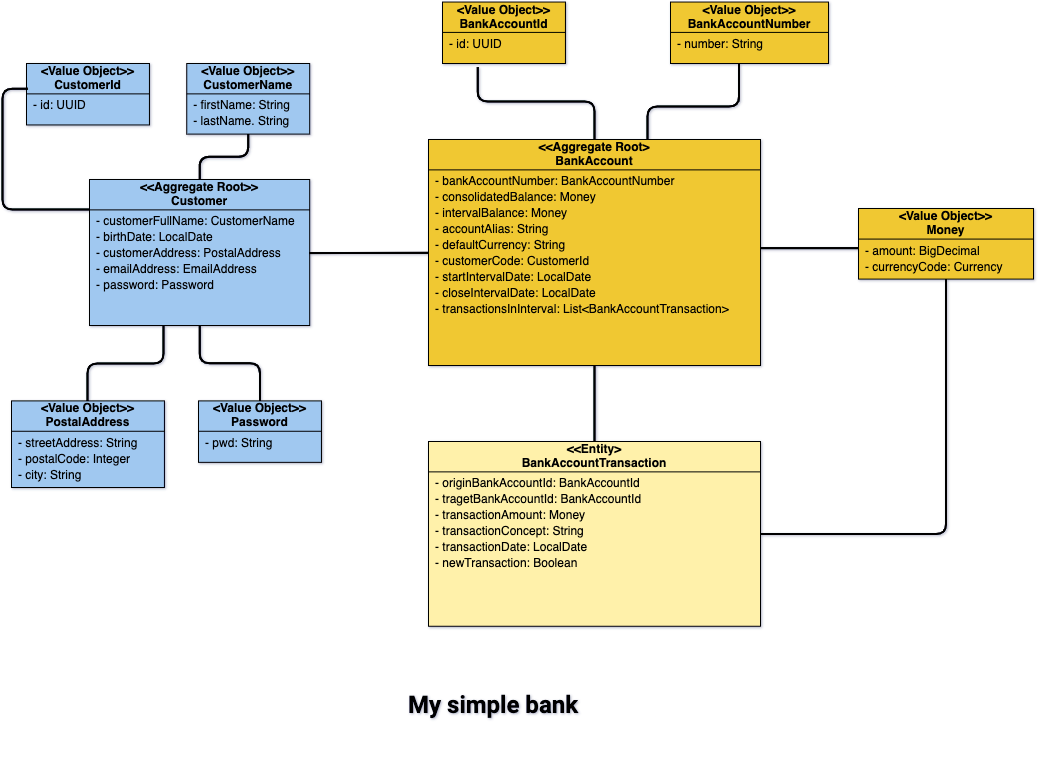 <Value Object>>
BankAccountId
- id: UUID
<Value Object>>
BankAccountNumber
- number: String
<Value Object>>
CustomerId
- id: UUID
<Value Object>>
CustomerName
- firstName: String
- lastName. String
<<Aggregate Root>>
Customer
- customerFullName: CustomerName
- birthDate: LocalDate
- customerAddress: PostalAddress
- emailAddress: EmailAddress
- password: Password
<<Aggregate Root>
BankAccount
- bankAccountNumber: BankAccountNumber
- consolidatedBalance: Money
- intervalBalance: Money
- accountAlias: String
- defaultCurrency: String
- customerCode: CustomerId
- startIntervalDate: LocalDate
- closeIntervalDate: LocalDate
- transactionsInInterval: List<BankAccountTransaction>
<Value Object>>
Money
- amount: BigDecimal
- currencyCode: Currency
<Value Object>>
PostalAddress
- streetAddress: String
- postalCode: Integer
- city: String
<Value Object>>
Password
- pwd: String
<<Entity>
BankAccountTransaction
- originBankAccountId: BankAccountId
- tragetBankAccountId: BankAccountId
- transactionAmount: Money
- transactionConcept: String
- transactionDate: LocalDate
- newTransaction: Boolean
My simple bank